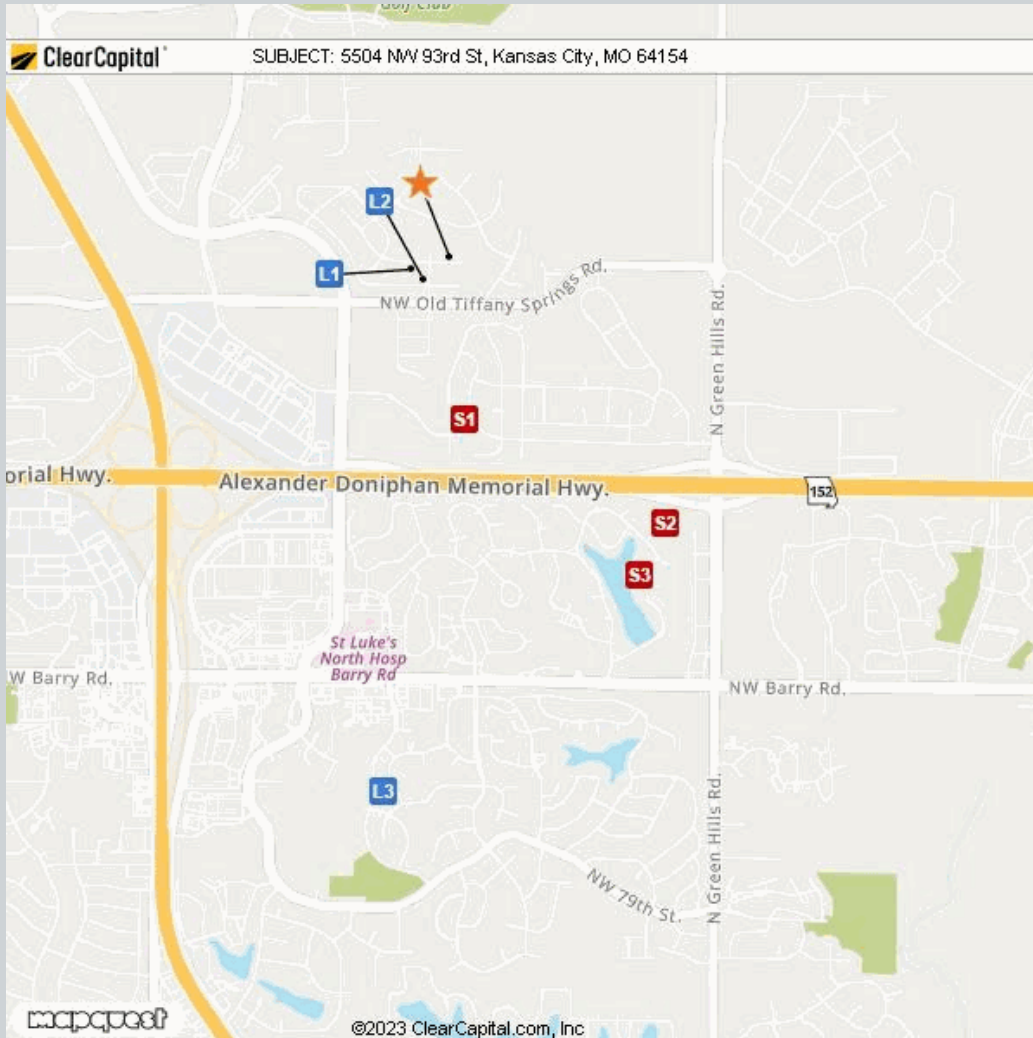 Golf Club
ClearCapital
SUBJECT: 5504 NW 93rd St, Kansas City, MO 64154
L2
L1
NW Old Tiffany Springs Rd.
N Green Hills Rd.
S1
orial Hwy.
Alexander Doniphan Memorial Hwy.
152
S2
S3
St Luke's
North Hosp
Barry Rd
W Barry Rd.
NW Barry Rd.
L3
N Green Hills Rd.
NW 79th St.
mapquest
©2023 ClearCapital.com, Inc